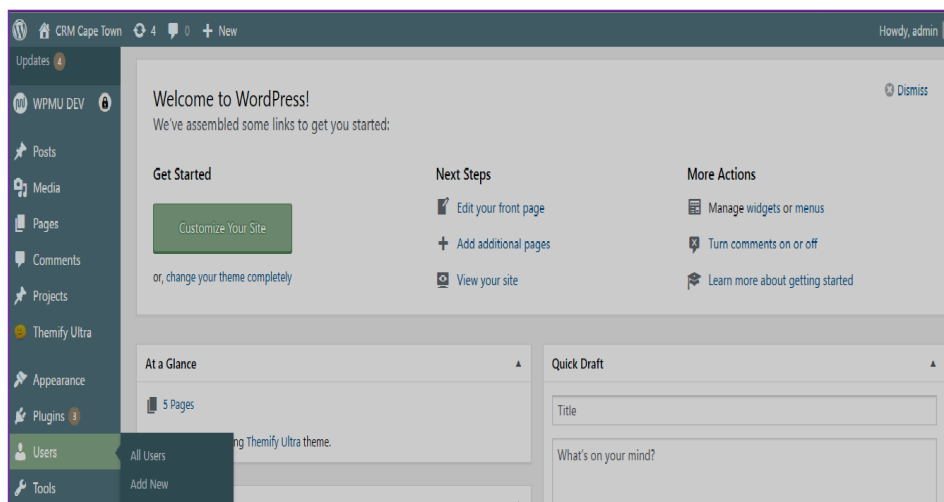 CRM Cape Town 4 0 New Howdy, admin
Updates 4
WPMU DEV
Posts
Media
Pages
Comments
Projects
Themify Ultra
Appearance
Plugins 3
Users
Tools
All Users
Add New
Welcome to WordPress!
We've assembled some links to get you started:
Dismiss
Get Started
Customize Your Site
or, change your theme completely
Next Steps
Edit your front page
Add additional pages
View your site
More Actions
Manage widgets or menus
Turn comments on or off
Learn more about getting started
At a Glance
5 Pages
ng Themify Ultra theme.
Quick Draft
Title
What's on your mind?